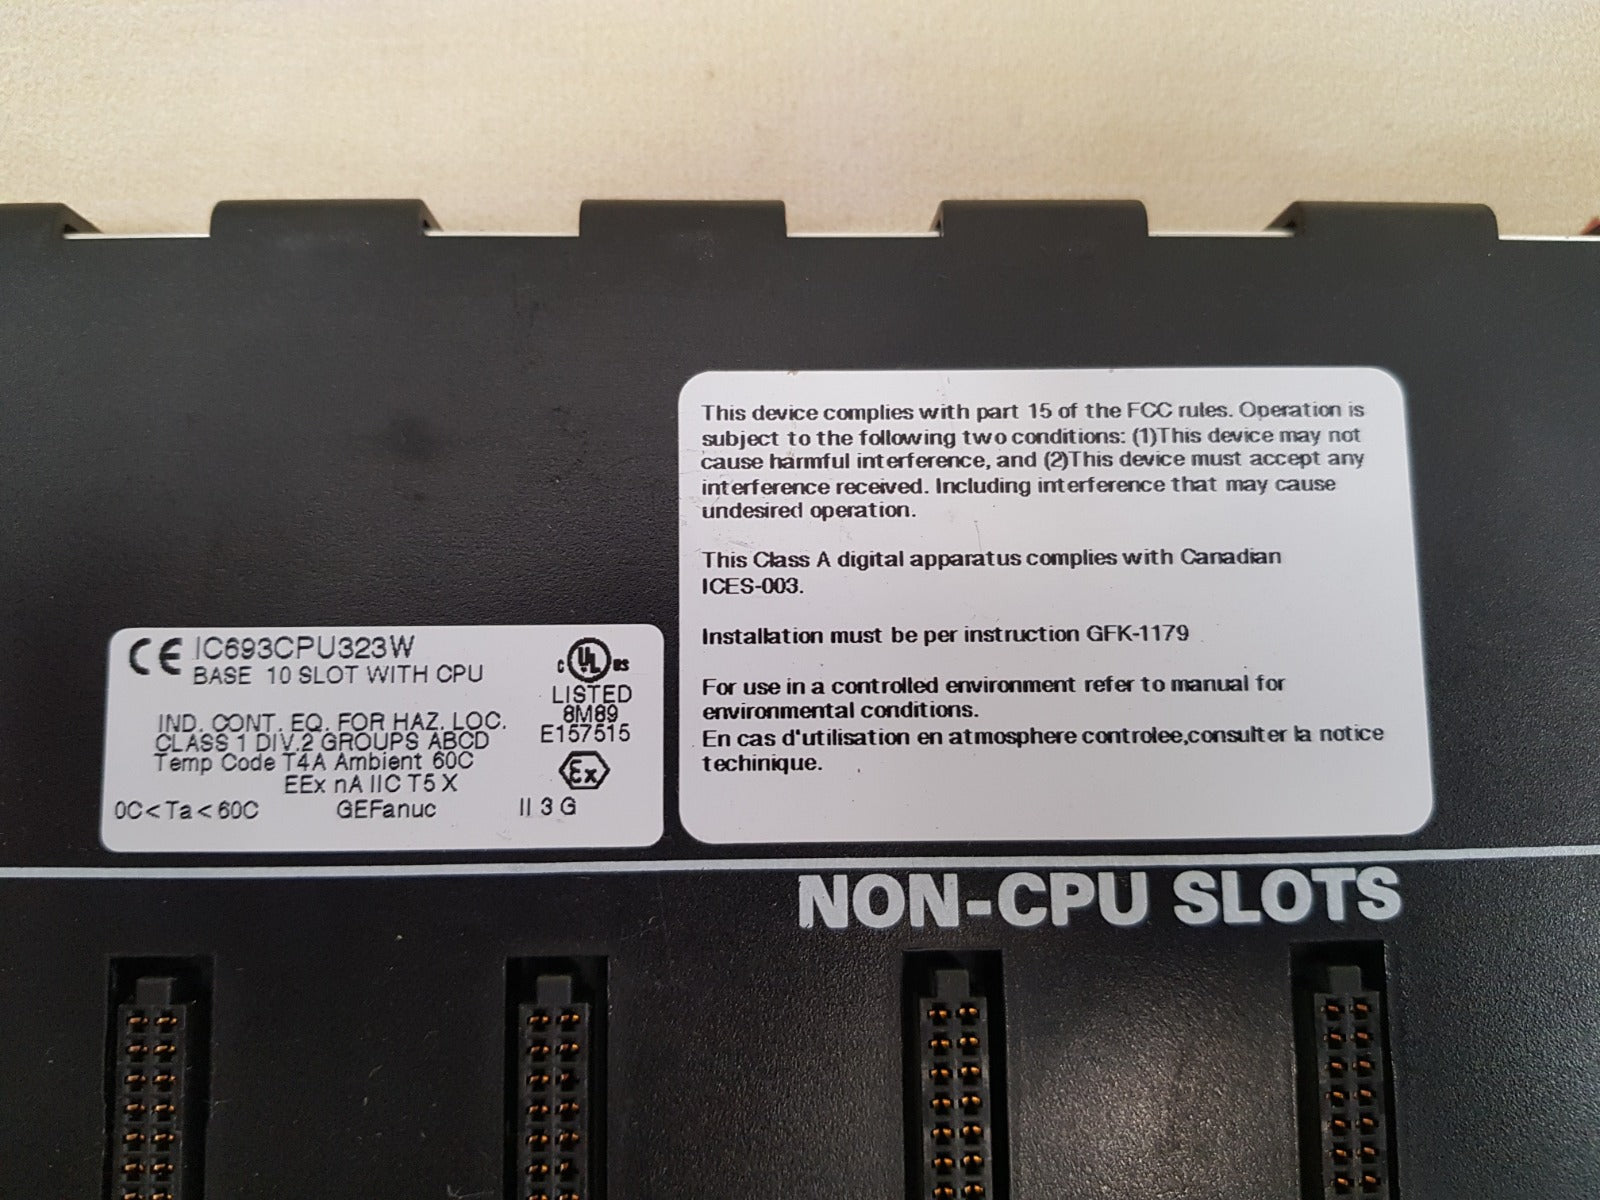 CE IC693CPU323W
BASE 10 SLOT WITH CPU
C UL US
LISTED
8M89
E157515
IND. CONT. EQ. FOR HAZ. LOC.
CLASS 1 DIV.2 GROUPS ABCD
Temp Code T4A Ambient 60C
EEx nA IIC T5 X
Ex
0C<Ta<60C GEFanuc II 3 G
This device complies with part 15 of the FCC rules. Operation is
subject to the following two conditions: (1)This device may not
cause harmful interference, and (2)This device must accept any
interference received. Including interference that may cause
undesired operation.
This Class A digital apparatus complies with Canadian
ICES-003.
Installation must be per instruction GFK-1179
For use in a controlled environment refer to manual for
environmental conditions.
En cas d'utilisation en atmosphere controlee,consulter la notice
techinique.
NON-CPU SLOTS